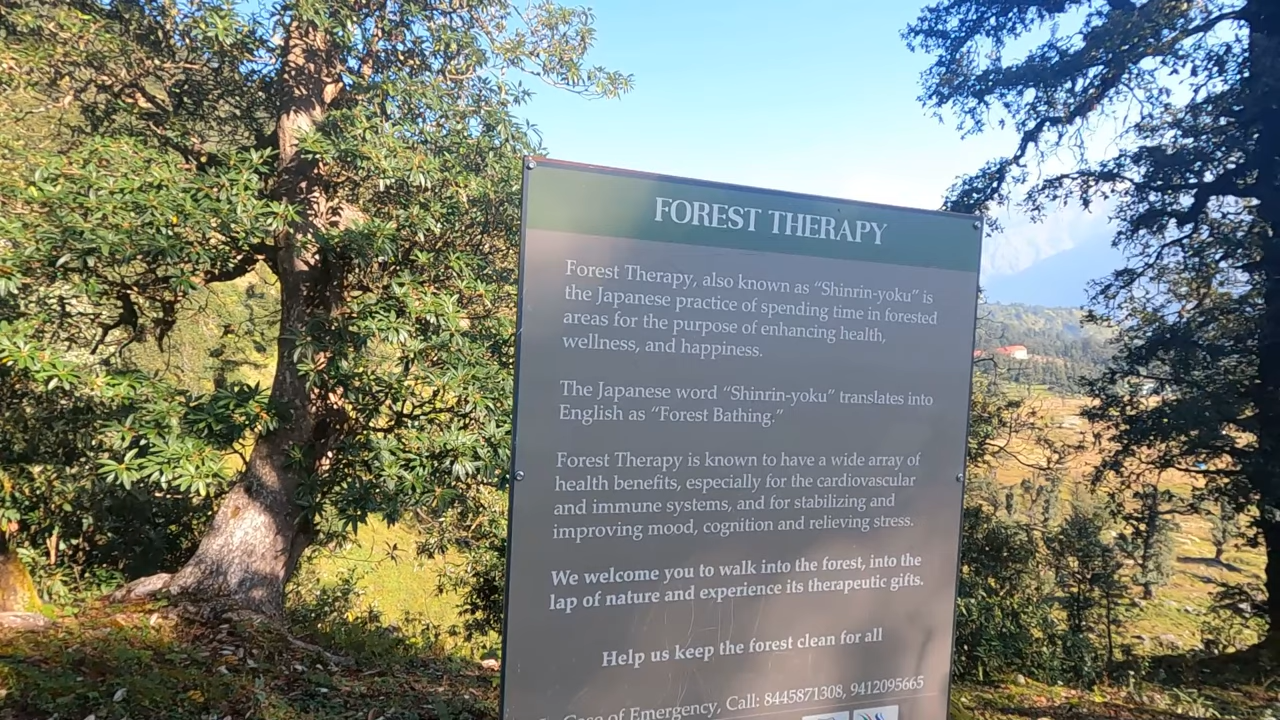 FOREST THERAPY
Forest Therapy, also known as “Shinrin-yoku” is
the Japanese practice of spending time in forested
areas for the purpose of enhancing health,
wellness, and happiness.
The Japanese word “Shinrin-yoku” translates into
English as “Forest Bathing.”
Forest Therapy is known to have a wide array of
health benefits, especially for the cardiovascular
and immune systems, and for stabilizing and
improving mood, cognition and relieving stress.
We welcome you to walk into the forest, into the
lap of nature and experience its therapeutic gifts.
Help us keep the forest clean for all
Case of Emergency, Call: 8445871308, 9412095665